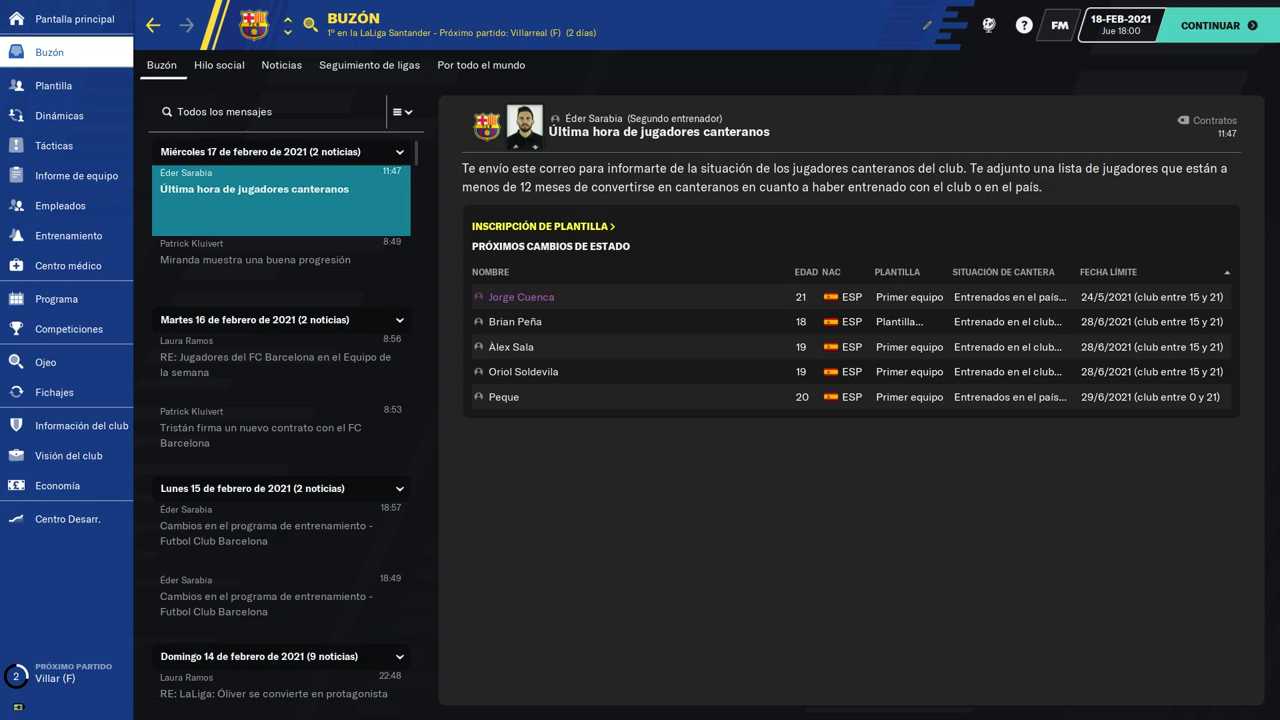 Pantalla principal
Buzón
Plantilla
Dinámicas
Tácticas
Informe de equipo
Empleados
Entrenamiento
Centro médico
Programa
Competiciones
Ojeo
Fichajes
Información del club
Visión del club
Economía
Centro Desarr.
PRÓXIMO PARTIDO
2
Villar (F)
BUZÓN
1º en la LaLiga Santander - Próximo partido: Villarreal (F) (2 días)
?
FM
18-FEB-2021
Jue 18:00
CONTINUAR
Buzón Hilo social Noticias Seguimiento de ligas Por todo el mundo
Todos los mensajes
Miércoles 17 de febrero de 2021 (2 noticias)
Éder Sarabia 11:47
Última hora de jugadores canteranos
Patrick Kluivert 8:49
Miranda muestra una buena progresión
Martes 16 de febrero de 2021 (2 noticias)
Laura Ramos 8:56
RE: Jugadores del FC Barcelona en el Equipo de
la semana
Patrick Kluivert 8:53
Tristán firma un nuevo contrato con el FC
Barcelona
Lunes 15 de febrero de 2021 (2 noticias)
Éder Sarabia 18:57
Cambios en el programa de entrenamiento -
Futbol Club Barcelona
Éder Sarabia 18:49
Cambios en el programa de entrenamiento -
Futbol Club Barcelona
Domingo 14 de febrero de 2021 (9 noticias)
Laura Ramos 22:48
RE: LaLiga: Óliver se convierte en protagonista
Éder Sarabia (Segundo entrenador)
Última hora de jugadores canteranos
Contratos
11:47
Te envío este correo para informarte de la situación de los jugadores canteranos del club. Te adjunto una lista de jugadores que están a
menos de 12 meses de convertirse en canteranos en cuanto a haber entrenado con el club o en el país.
INSCRIPCIÓN DE PLANTILLA >
PRÓXIMOS CAMBIOS DE ESTADO
NOMBRE EDAD NAC PLANTILLA SITUACIÓN DE CANTERA FECHA LÍMITE
Jorge Cuenca 21 ESP Primer equipo Entrenados en el país... 24/5/2021 (club entre 15 y 21)
Brian Peña 18 ESP Plantilla... Entrenado en el club... 28/6/2021 (club entre 15 y 21)
Àlex Sala 19 ESP Primer equipo Entrenado en el club... 28/6/2021 (club entre 15 y 21)
Oriol Soldevila 19 ESP Primer equipo Entrenado en el club... 28/6/2021 (club entre 15 y 21)
Peque 20 ESP Primer equipo Entrenados en el país... 29/6/2021 (club entre 0 y 21)